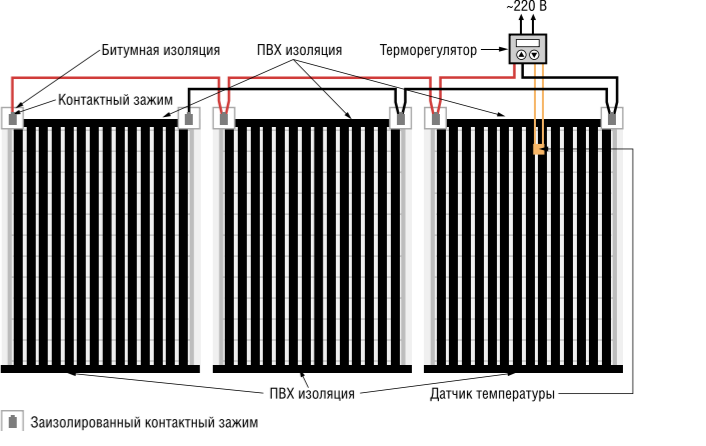 ~220 В
Битумная изоляция
ПВХ изоляция
Терморегулятор
Контактный зажим
ПВХ изоляция
Датчик температуры
Заизолированный контактный зажим